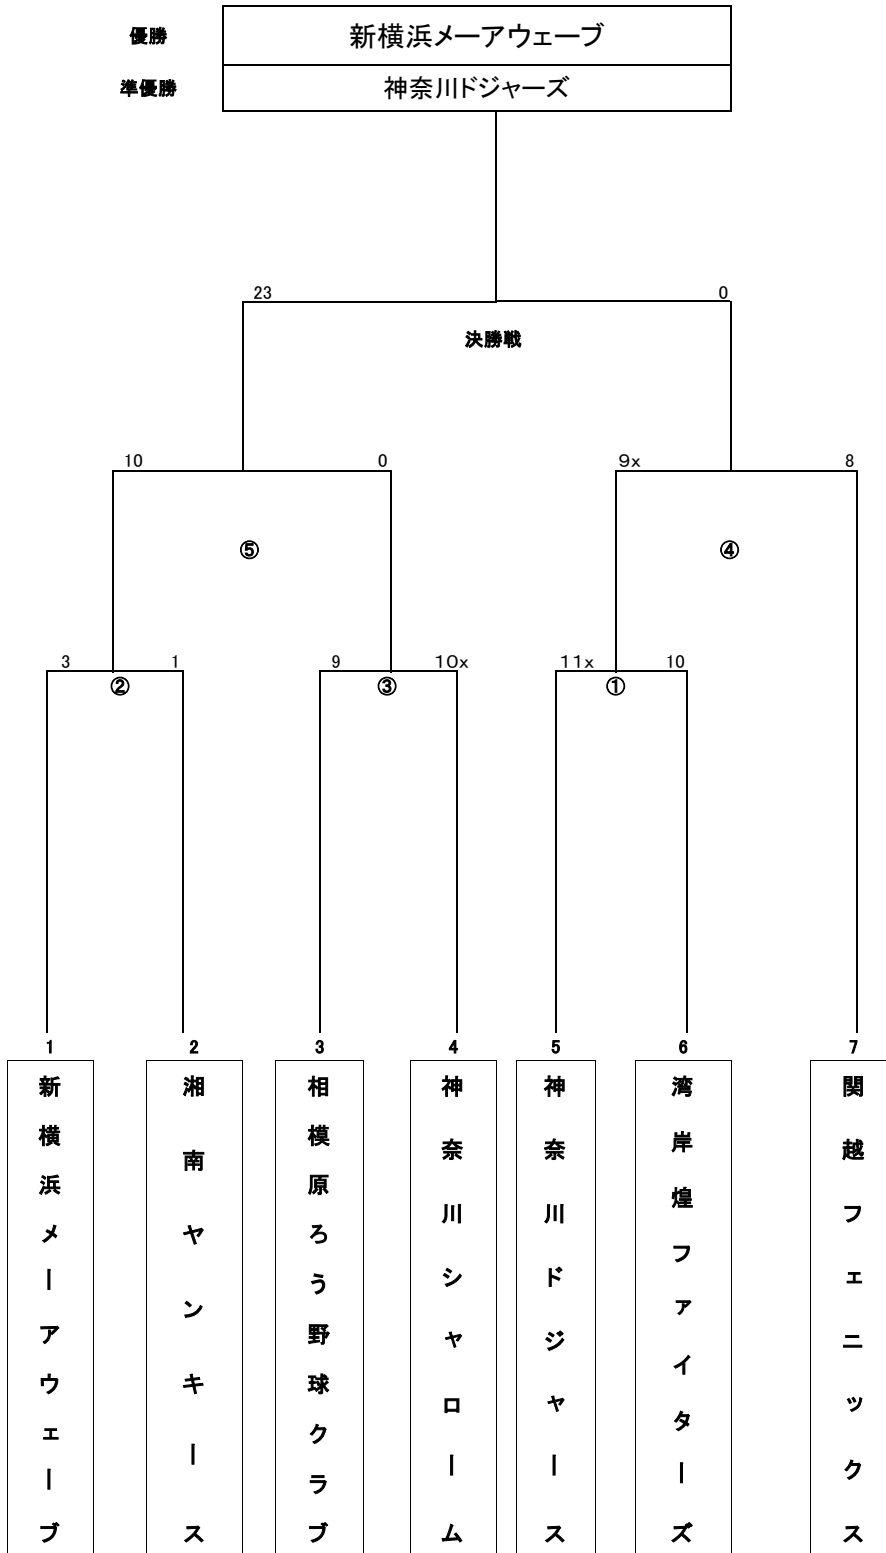 優勝 新横浜メーアウェーブ
準優勝 神奈川ドジャーズ
23 0
決勝戦
10 0 9x 8
⑤ ④
3 1 9 10x 11x 10
② ③ ①
1 2 3 4 5 6 7
新横浜メーアウェーブ
湘南ヤンキース
相模原ろう野球クラブ
神奈川シャローム
神奈川ドジャース
湾岸煌ファイターズ
関越フェニックス